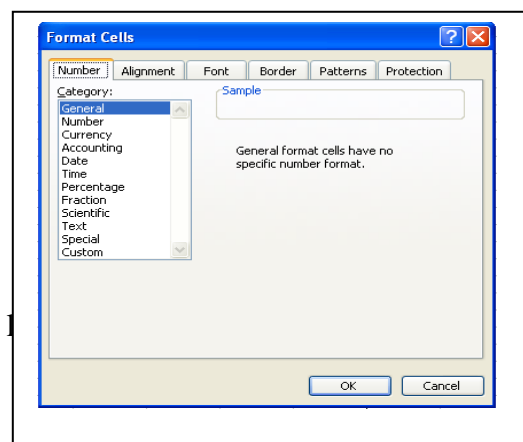 Format Cells
Number Alignment Font Border Patterns Protection
Category:
General
Number
Currency
Accounting
Date
Time
Percentage
Fraction
Scientific
Text
Special
Custom
Sample
General format cells have no
specific number format.
OK Cancel